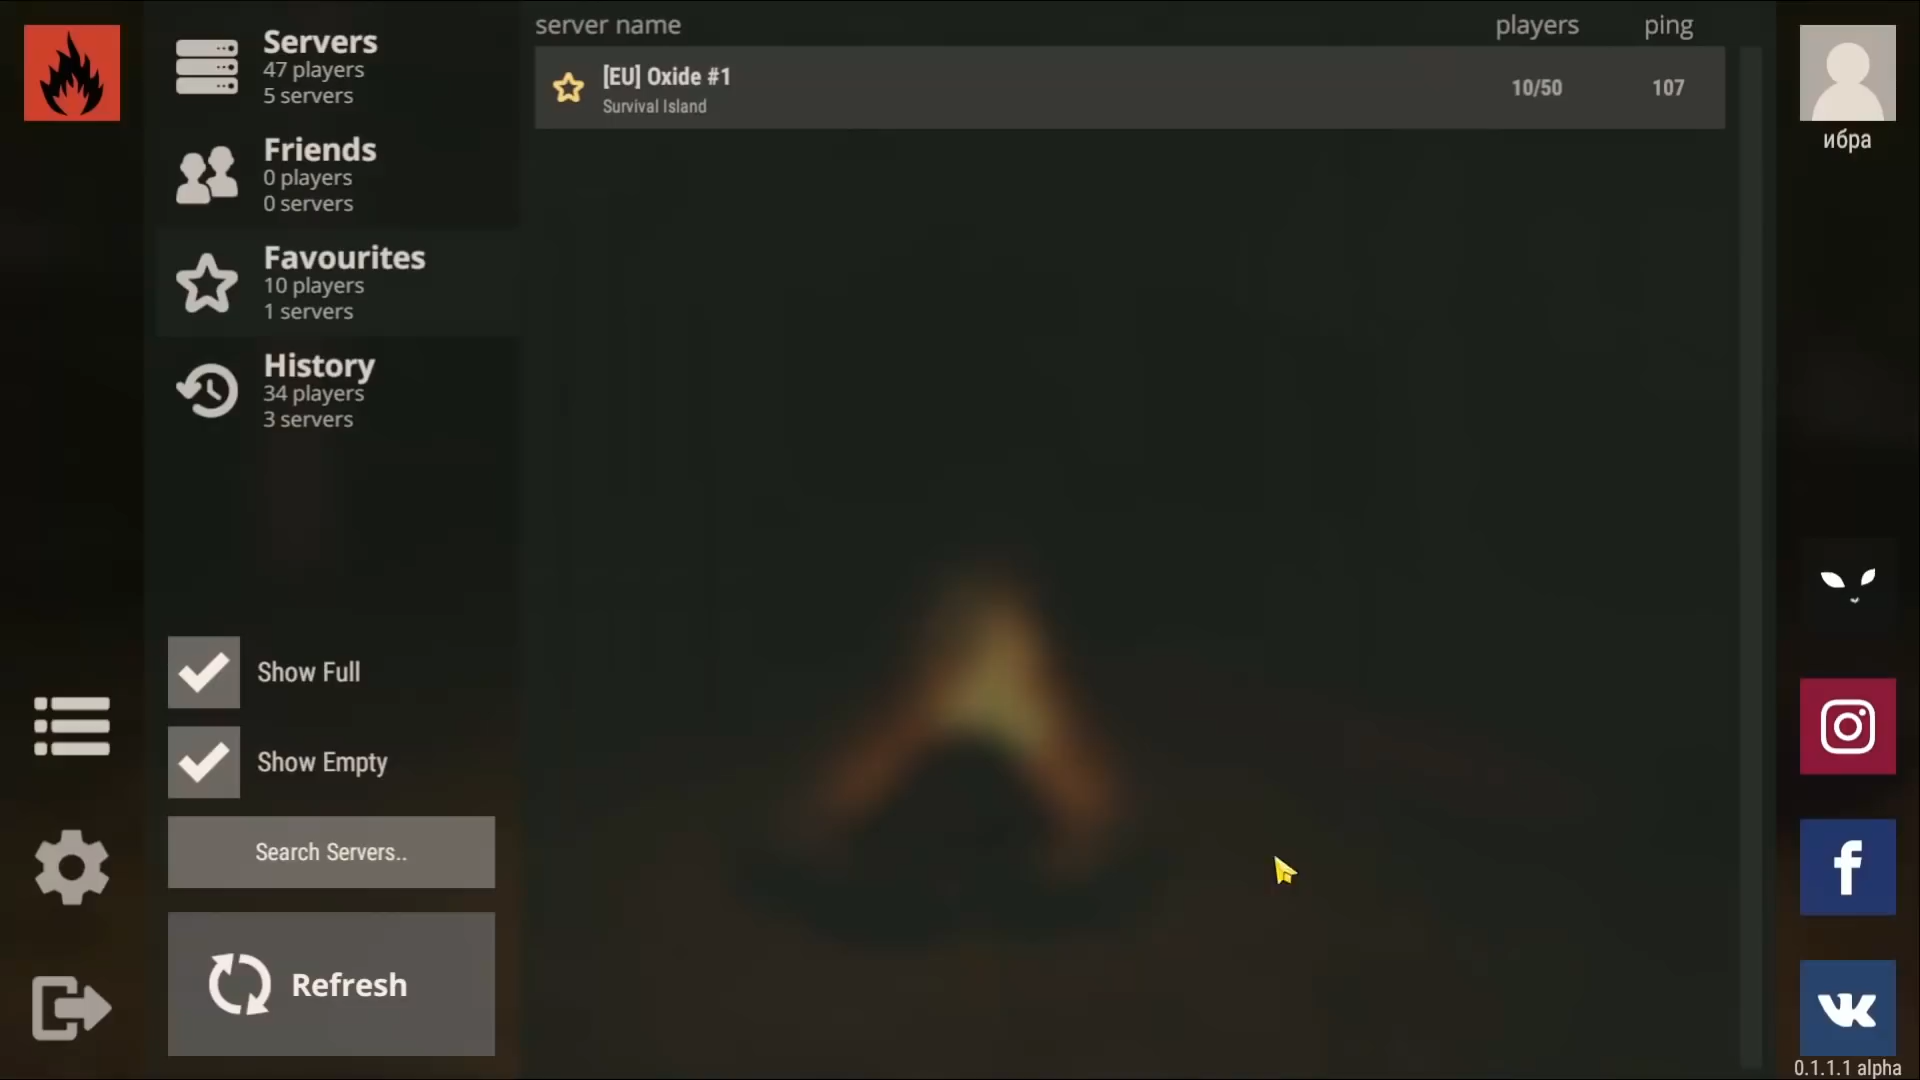 Servers
47 players
5 servers
Friends
0 players
0 servers
Favourites
10 players
1 servers
History
34 players
3 servers
Show Full
Show Empty
Search Servers..
Refresh
server name players ping
[EU] Oxide #1 10/50 107
Survival Island
ибра
0.1.1.1 alpha